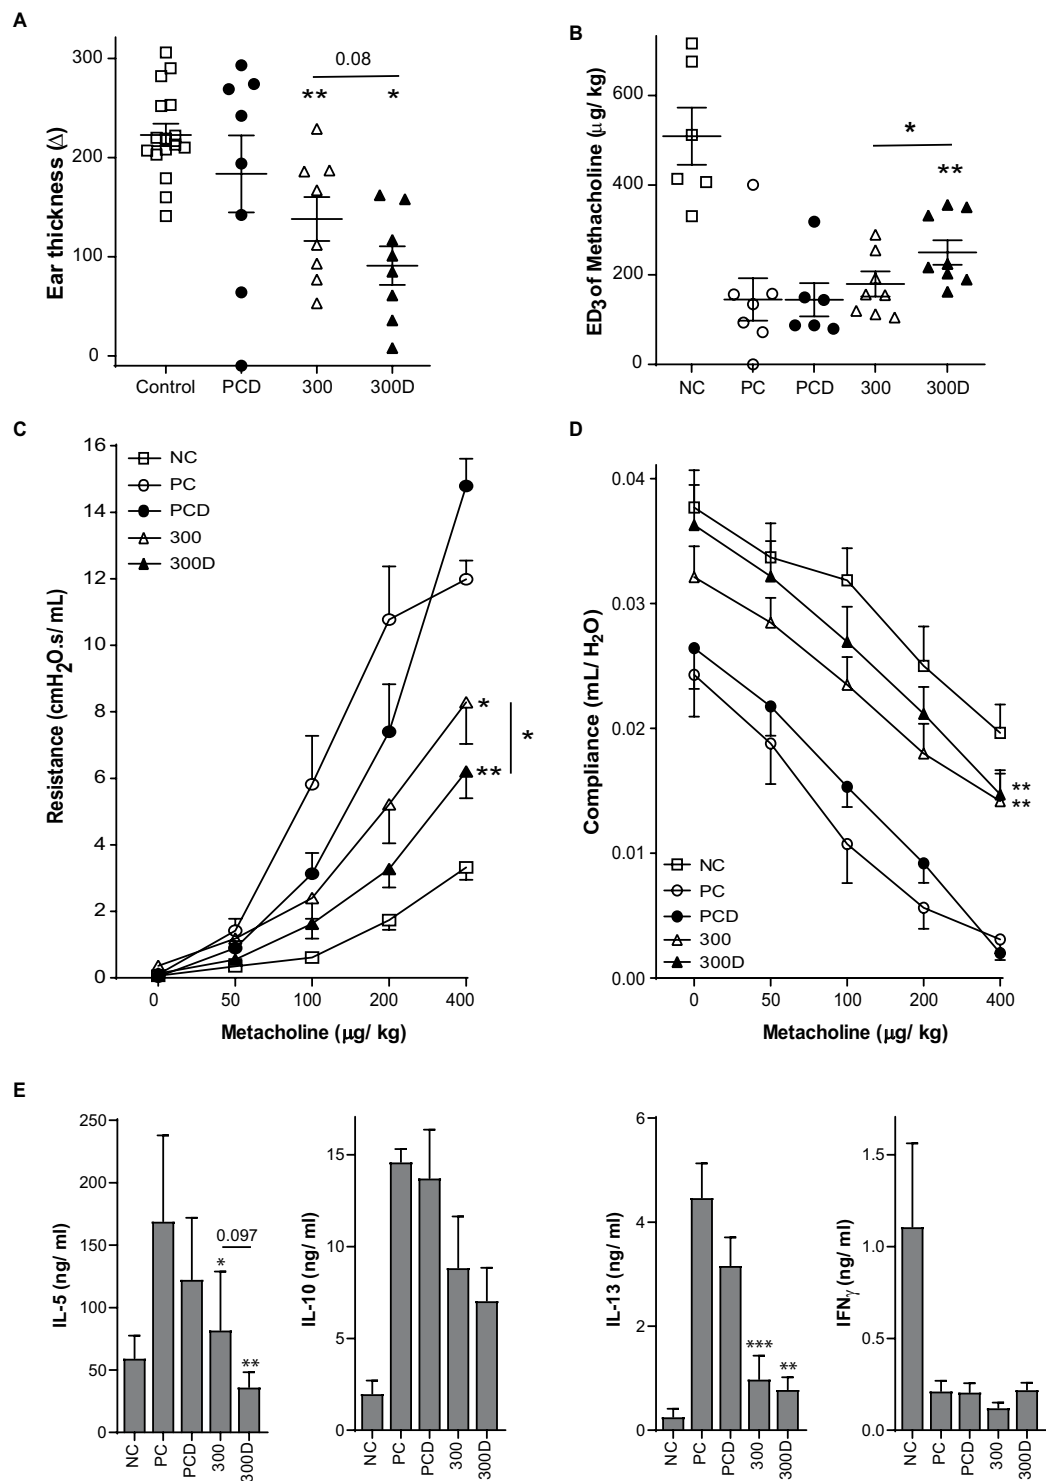 A
Ear thickness (Δ)
300
200
100
0
0.08
**
*
Control PCD 300 300D
B
ED3 of Methacholine (μg/ kg)
600
400
200
0
*
**
NC PC PCD 300 300D
C
Resistance (cmH2O.s/ mL)
16
14
12
10
8
6
4
2
0
NC
PC
PCD
300
300D
*
**
*
0 50 100 200 400
Metacholine (μg/ kg)
D
Compliance (mL/ H2O)
0.04
0.03
0.02
0.01
0.00
**
**
NC
PC
PCD
300
300D
0 50 100 200 400
Metacholine (μg/ kg)
E
IL-5 (ng/ ml)
250
200
150
100
50
0
0.097
*
**
NC PC PCD 300 300D
IL-10 (ng/ ml)
15
10
5
0
NC PC PCD 300 300D
IL-13 (ng/ ml)
6
4
2
0
***
**
NC PC PCD 300 300D
IFNγ (ng/ ml)
1.5
1.0
0.5
0.0
NC PC PCD 300 300D